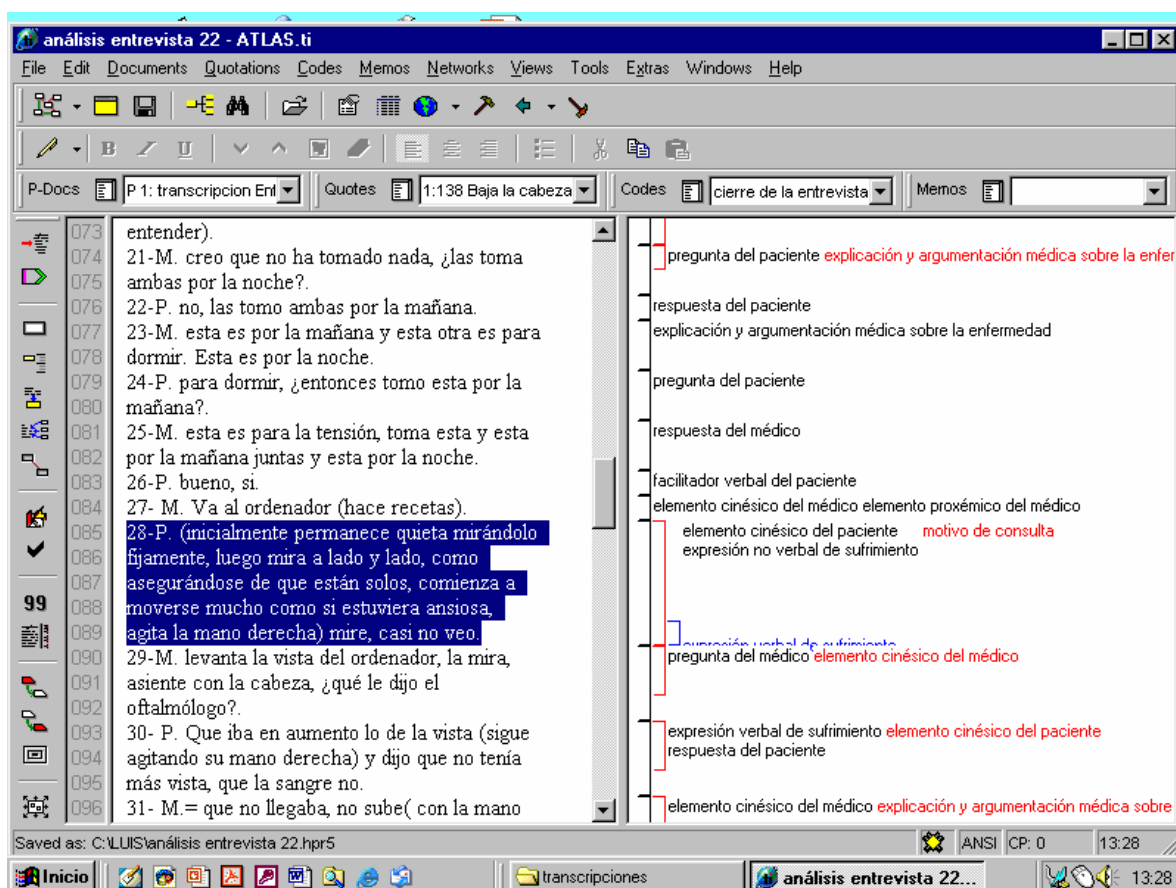 análisis entrevista 22 - ATLAS.ti
File Edit Documents Quotations Codes Memos Networks Views Tools Extras Windows Help
B Z U
P-Docs P 1: transcripcion Ent Quotes 1:138 Baja la cabeza Codes cierre de la entrevista Memos
073 entender).
074 21-M. creo que no ha tomado nada, ¿las toma
075 ambas por la noche?.
076 22-P. no, las tomo ambas por la mañana.
077 23-M. esta es por la mañana y esta otra es para
078 dormir. Esta es por la noche.
079 24-P. para dormir, ¿entonces tomo esta por la
080 mañana?.
081 25-M. esta es para la tensión, toma esta y esta
082 por la mañana juntas y esta por la noche.
083 26-P. bueno, si.
084 27- M. Va al ordenador (hace recetas).
085 28-P. (inicialmente permanece quieta mirándolo
086 fijamente, luego mira a lado y lado, como
087 asegurándose de que están solos, comienza a
088 moverse mucho como si estuviera ansiosa,
089 agita la mano derecha) mire, casi no veo.
090 29-M. levanta la vista del ordenador, la mira,
091 asiente con la cabeza, ¿qué le dijo el
092 oftalmólogo?.
093 30- P. Que iba en aumento lo de la vista (sigue
094 agitando su mano derecha) y dijo que no tenía
095 más vista, que la sangre no.
096 31- M.= que no llegaba, no sube( con la mano
99
pregunta del paciente explicación y argumentación médica sobre la enfer
respuesta del paciente
explicación y argumentación médica sobre la enfermedad
pregunta del paciente
respuesta del médico
facilitador verbal del paciente
elemento cinésico del médico elemento proxémico del médico
elemento cinésico del paciente motivo de consulta
expresión no verbal de sufrimiento
expresión verbal de sufrimiento
pregunta del médico elemento cinésico del médico
expresión verbal de sufrimiento elemento cinésico del paciente
respuesta del paciente
elemento cinésico del médico explicación y argumentación médica sobre
Saved as: C:\LUIS\análisis entrevista 22.hpr5 ANSI CP: 0 13:28
Inicio transcripciones análisis entrevista 22... 13:28